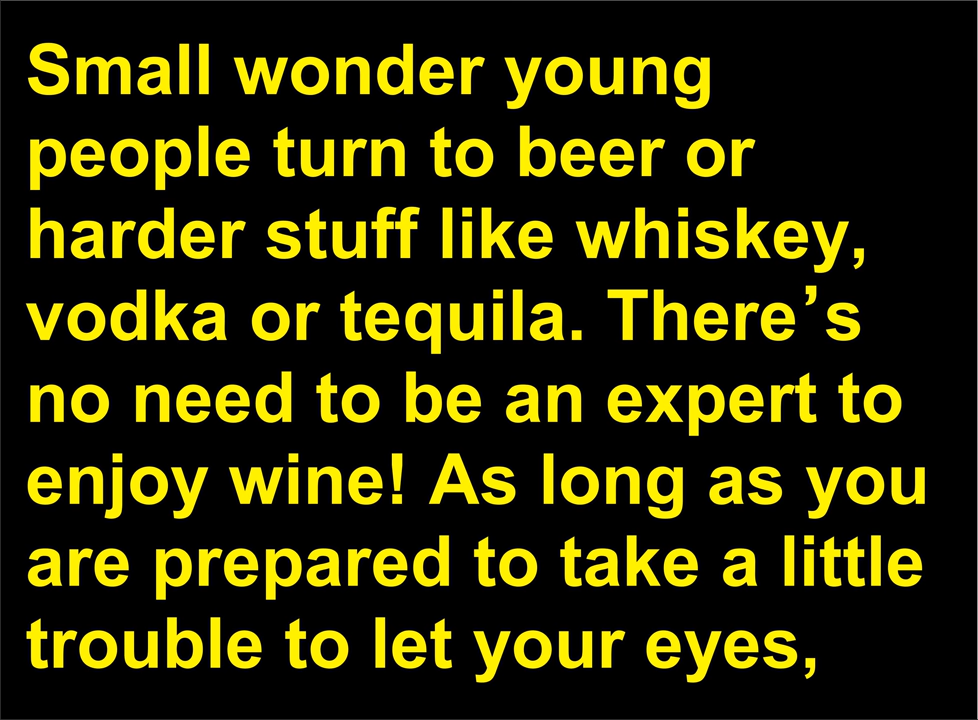 Small wonder young
people turn to beer or
harder stuff like whiskey,
vodka or tequila. There’s
no need to be an expert to
enjoy wine! As long as you
are prepared to take a little
trouble to let your eyes,